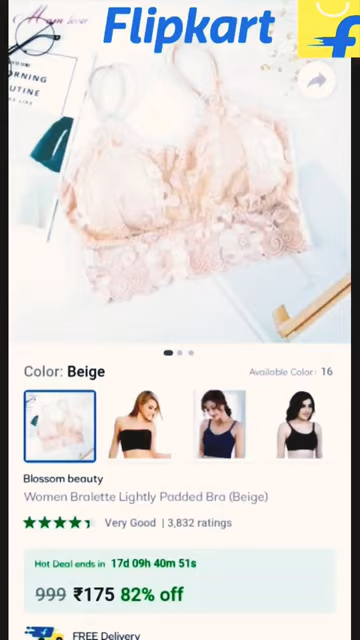 Flipkart
f
RNING
UTINE
Color: Beige
Available Color: 16
Blossom beauty
Women Bralette Lightly Padded Bra (Beige)
Very Good | 3,832 ratings
Hot Deal ends in 17d 09h 40m 51s
999 ₹175 82% off
FREE Delivery